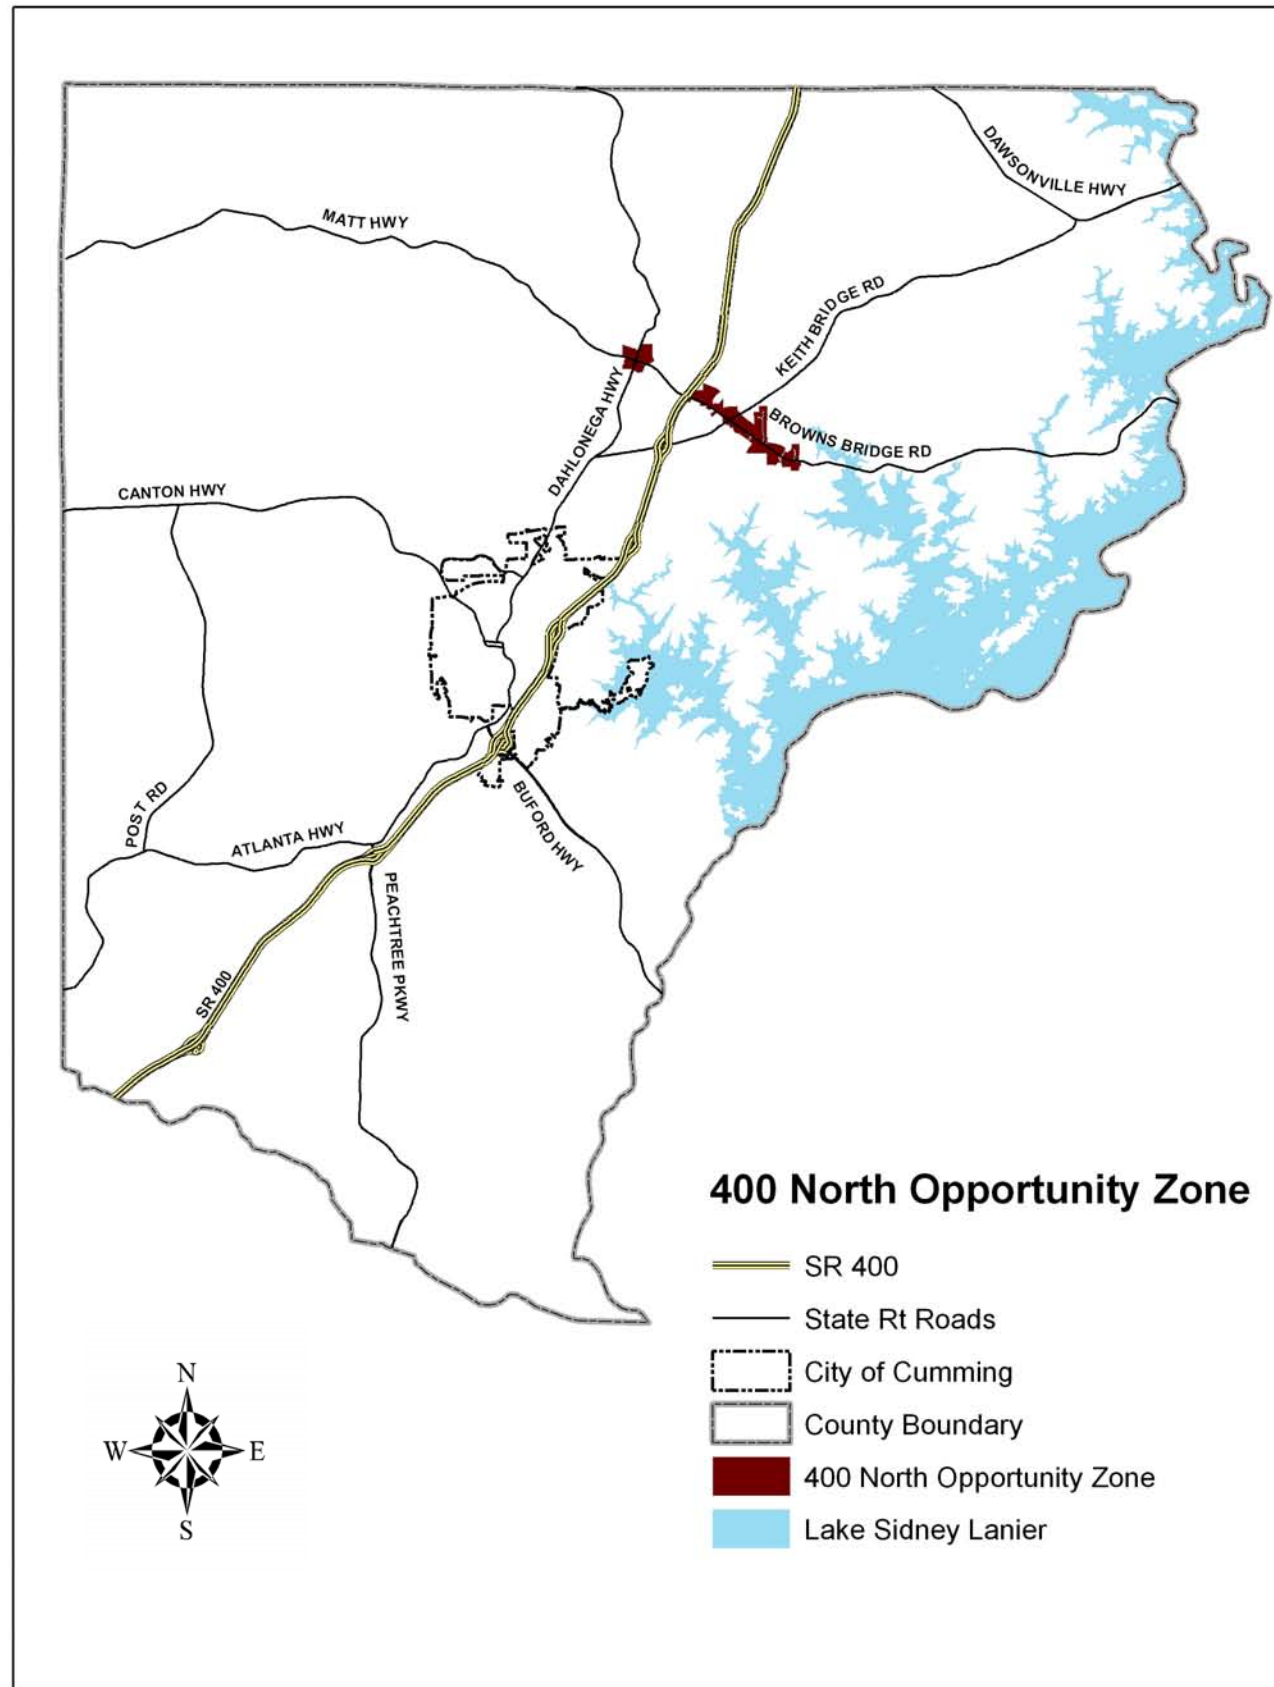 DAWSONVILLE HWY
MATT HWY
KEITH BRIDGE RD
DAHLONEGA HWY
BROWNS BRIDGE RD
CANTON HWY
POST RD
ATLANTA HWY
BUFORD HWY
PEACHTREE PKWY
SR 400
400 North Opportunity Zone
SR 400
State Rt Roads
City of Cumming
County Boundary
400 North Opportunity Zone
Lake Sidney Lanier
N
W E
S